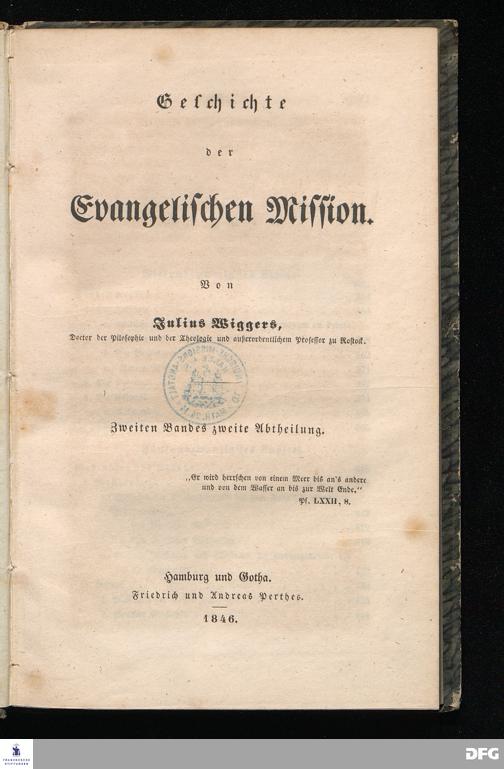 Geschichte
der
Evangelischen Mission.
Von
Julius Wiggers,
Doctor der Philosophie und der Theologie und außerordentlichem Professor zu Rostock.
Zweiten Bandes zweite Abtheilung.
„Er wird herrschen von einem Meer bis an's andere
und von dem Wasser an bis zur Welt Ende.“
Ps. LXXII, 8.
Hamburg und Gotha.
Friedrich und Andreas Perthes.
1846.
FRANCKESCHE
STIFTUNGEN
DFG